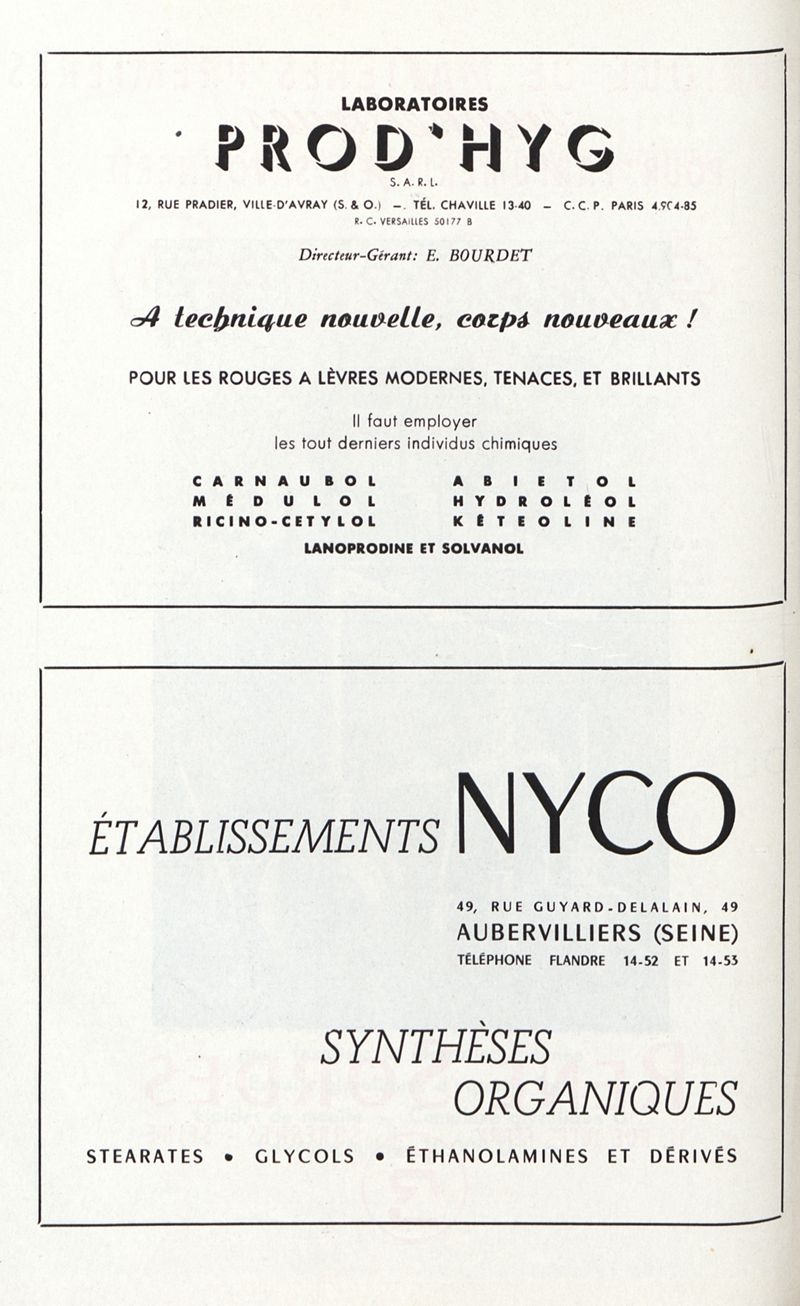 LABORATOIRES
PROD'HYG
S. A. R. L.
12, RUE PRADIER, VILLE-D'AVRAY (S. & O.) —. TÉL. CHAVILLE 13-40 — C. C. P. PARIS 4.904-85
R. C. VERSAILLES 50177 B
Directeur-Gérant: E. BOURDET
A technique nouvelle, corps nouveaux !
POUR LES ROUGES A LÈVRES MODERNES, TENACES, ET BRILLANTS
Il faut employer
les tout derniers individus chimiques
CARNAUBOL ABIETOL
MÉDULOL HYDROLÉOL
RICINO-CETYLOL KÉTEOLINE
LANOPRODINE ET SOLVANOL
ÉTABLISSEMENTS NYCO
49, RUE GUYARD-DELALAIN, 49
AUBERVILLIERS (SEINE)
TÉLÉPHONE FLANDRE 14-52 ET 14-53
SYNTHÈSES
ORGANIQUES
STEARATES • GLYCOLS • ÉTHANOLAMINES ET DÉRIVÉS